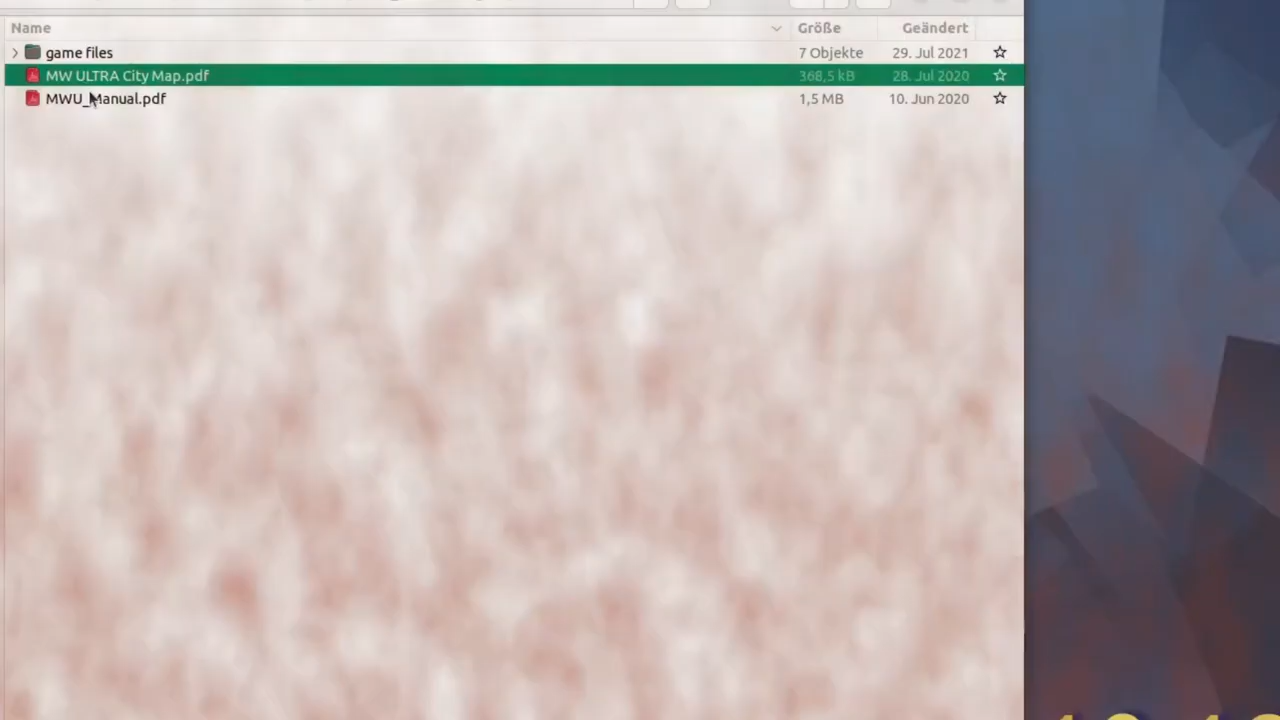 Name Größe Geändert
game files 7 Objekte 29. Jul 2021
MW ULTRA City Map.pdf 368,5 kB 28. Jul 2020
MWU_Manual.pdf 1,5 MB 10. Jun 2020